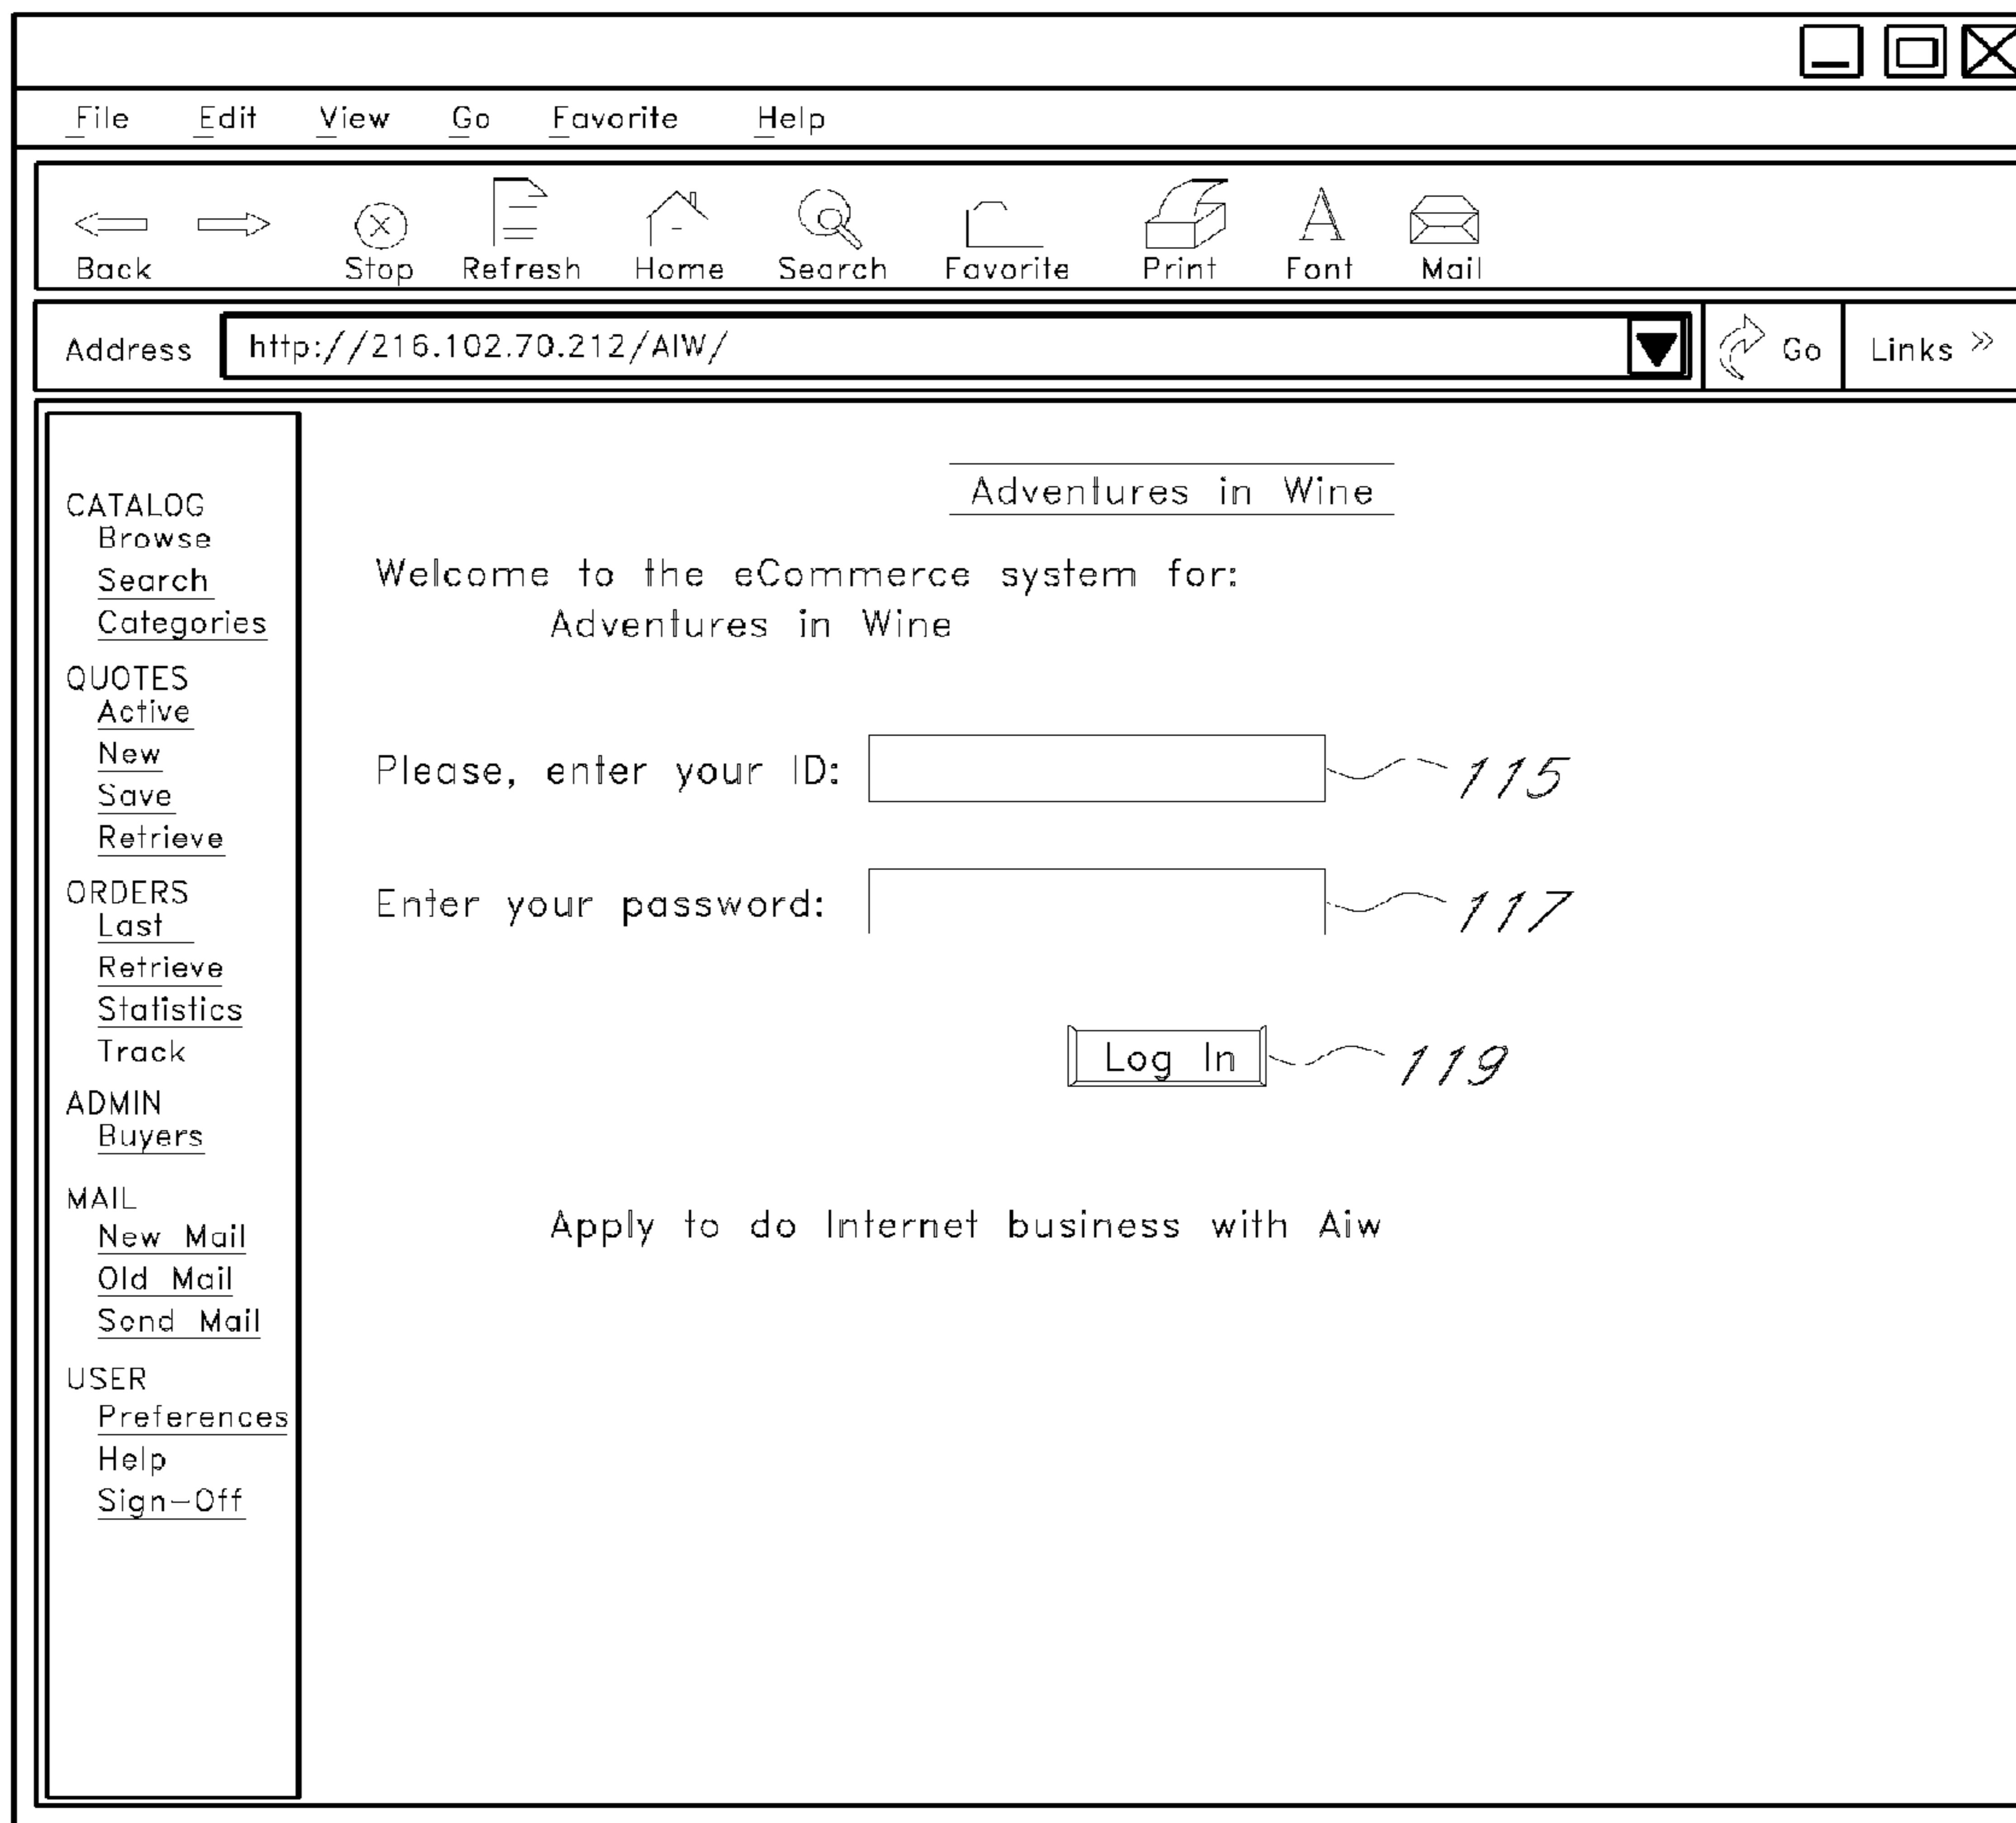 File Edit View Go Favorite Help
Back Stop Refresh Home Search Favorite Print Font Mail
Address http://216.102.70.212/AIW/ Go Links »
CATALOG
Browse
Search
Categories
QUOTES
Active
New
Save
Retrieve
ORDERS
Last
Retrieve
Statistics
Track
ADMIN
Buyers
MAIL
New Mail
Old Mail
Send Mail
USER
Preferences
Help
Sign-Off
Adventures in Wine
Welcome to the eCommerce system for:
Adventures in Wine
Please, enter your ID: 115
Enter your password: 117
Log In 119
Apply to do Internet business with Aiw